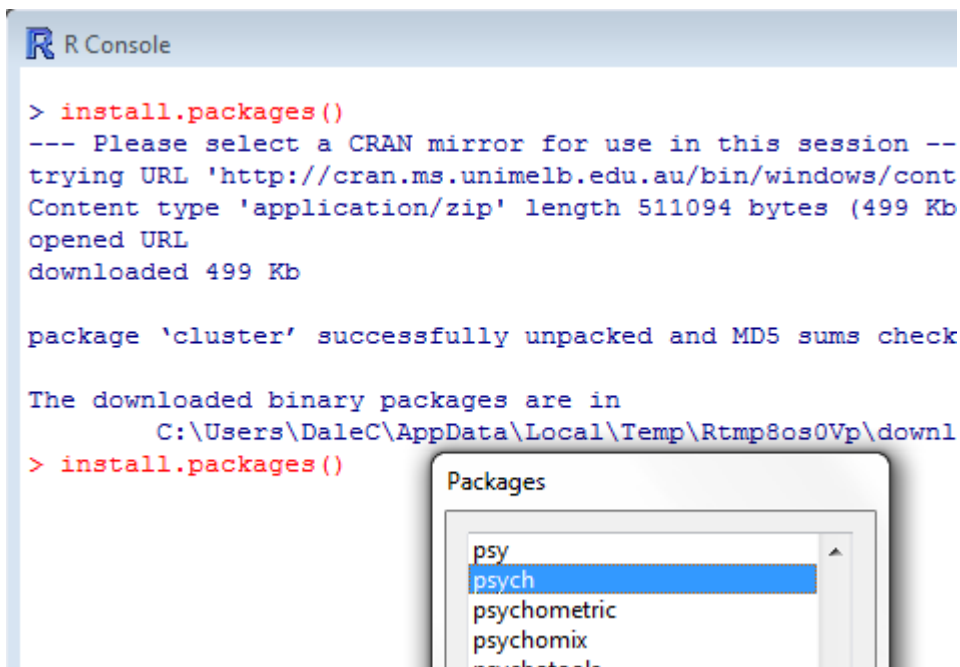 R Console
> install.packages()
--- Please select a CRAN mirror for use in this session --
trying URL 'http://cran.ms.unimelb.edu.au/bin/windows/cont
Content type 'application/zip' length 511094 bytes (499 Kb
opened URL
downloaded 499 Kb
package ‘cluster’ successfully unpacked and MD5 sums check
The downloaded binary packages are in
C:\Users\DaleC\AppData\Local\Temp\Rtmp8os0Vp\downl
> install.packages()
Packages
psy
psych
psychometric
psychomix